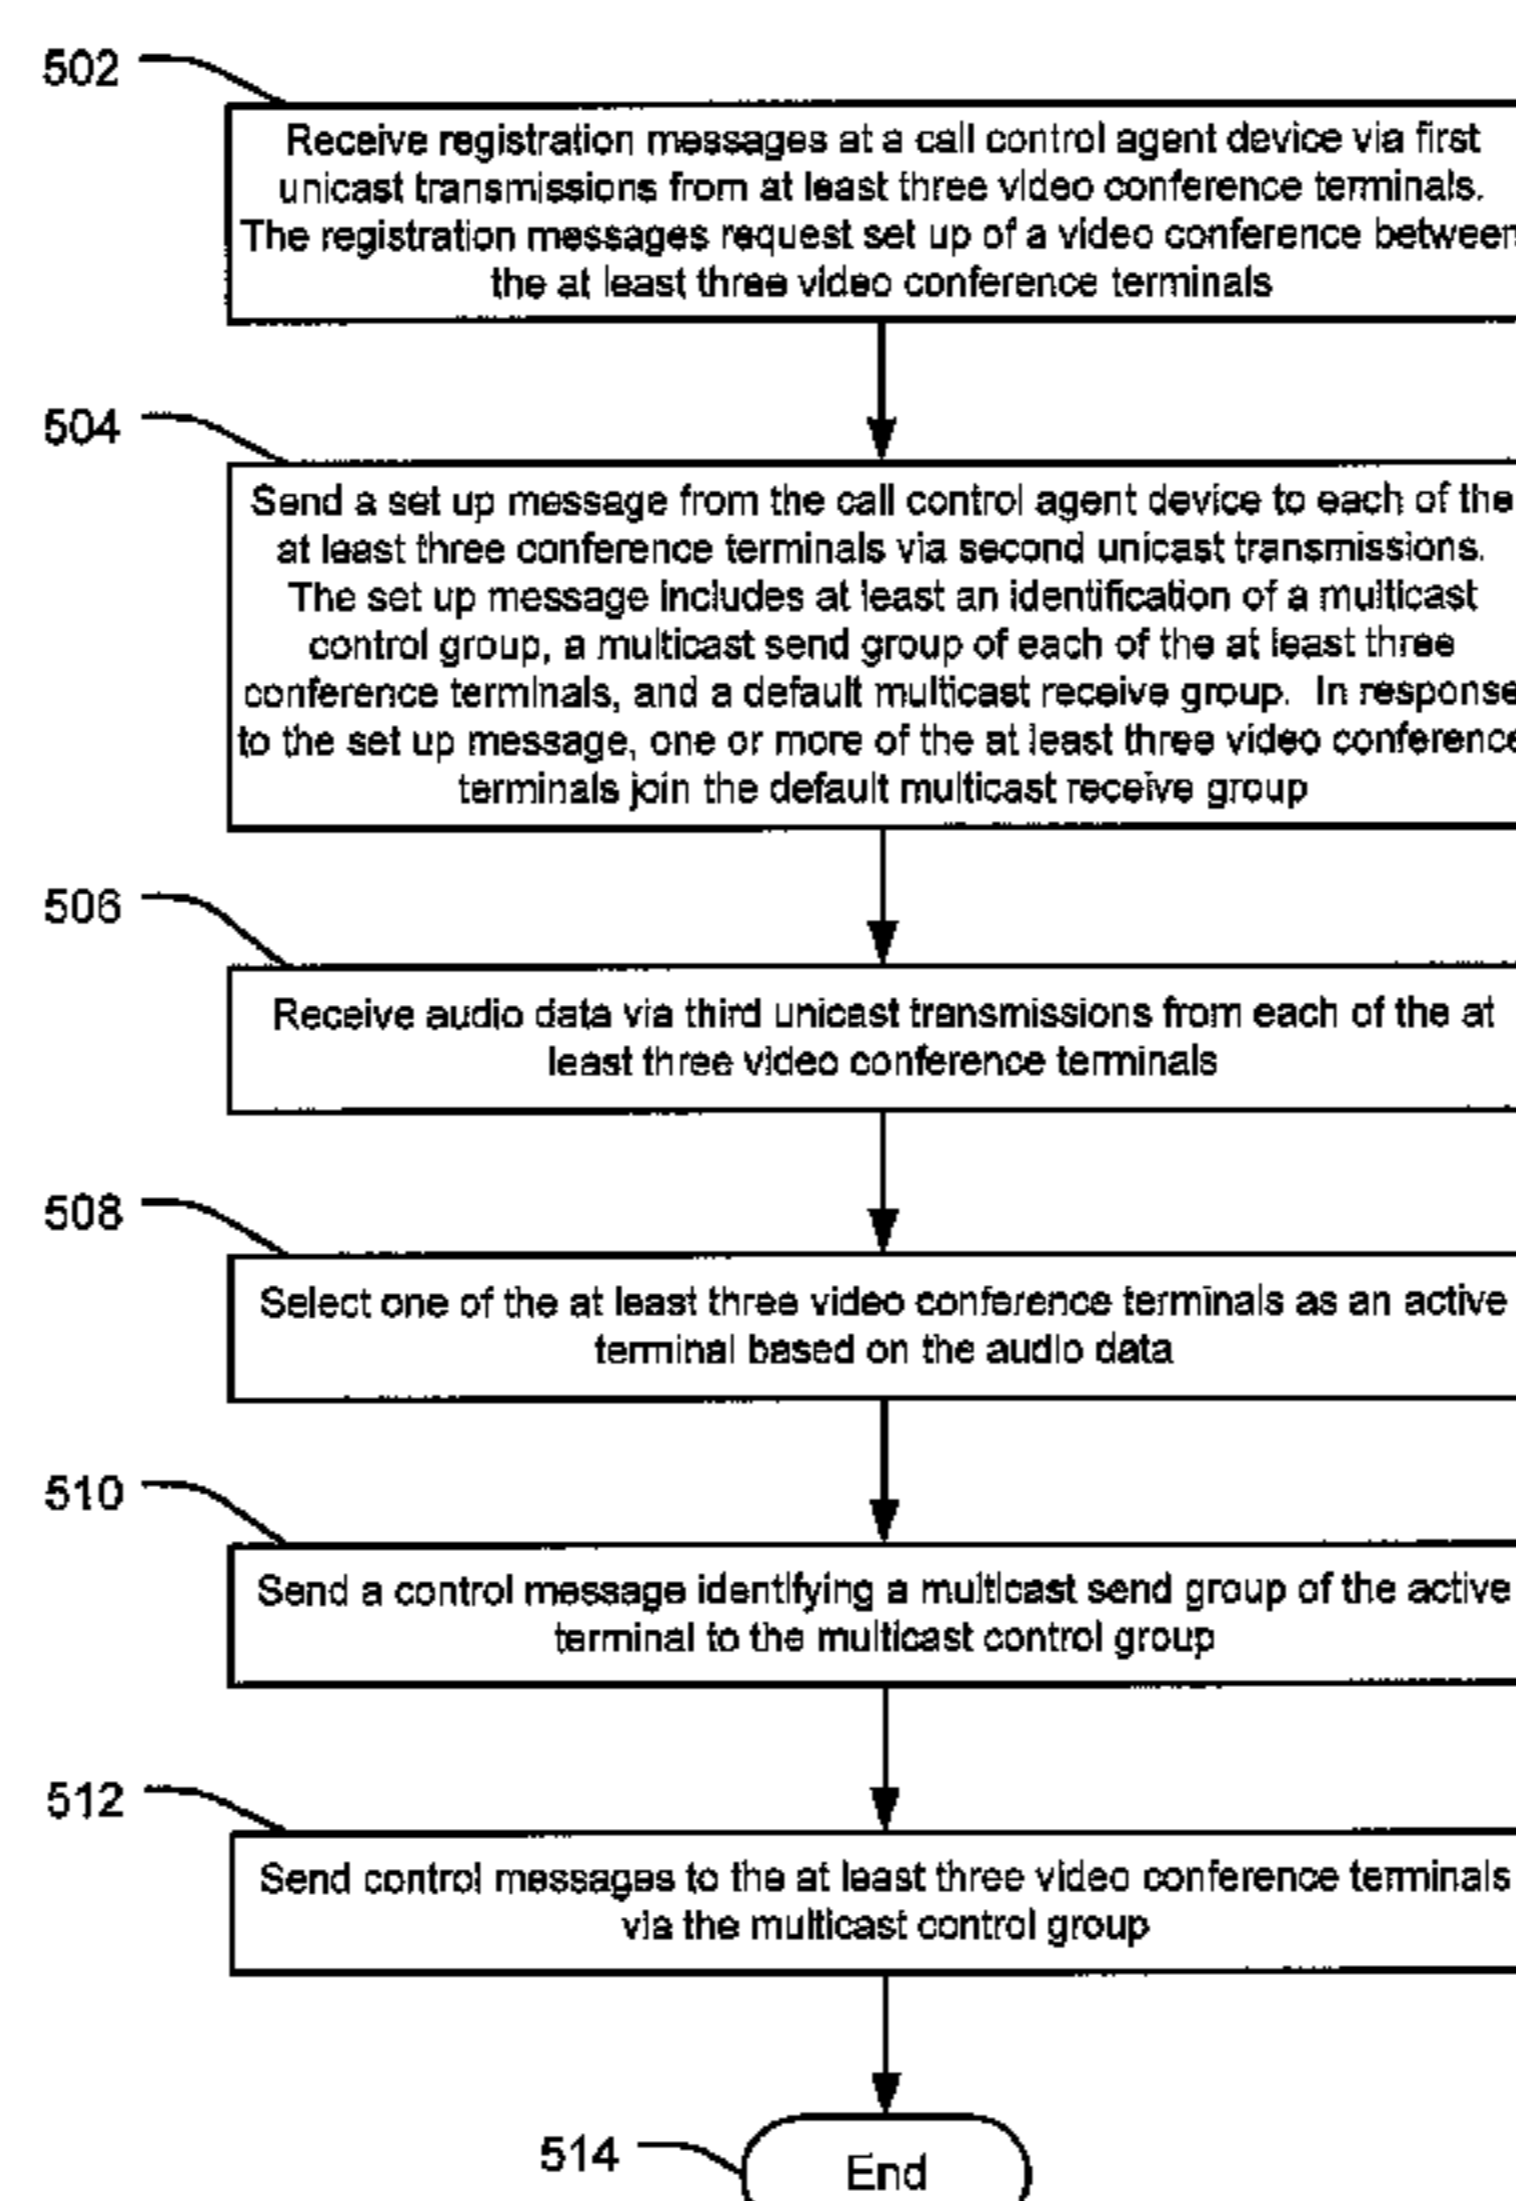 502
Receive registration messages at a call control agent device via first
unicast transmissions from at least three video conference terminals.
The registration messages request set up of a video conference between
the at least three video conference terminals
504
Send a set up message from the call control agent device to each of the
at least three conference terminals via second unicast transmissions.
The set up message includes at least an identification of a multicast
control group, a multicast send group of each of the at least three
conference terminals, and a default multicast receive group. In response
to the set up message, one or more of the at least three video conference
terminals join the default multicast receive group
506
Receive audio data via third unicast transmissions from each of the at
least three video conference terminals
508
Select one of the at least three video conference terminals as an active
terminal based on the audio data
510
Send a control message identifying a multicast send group of the active
terminal to the multicast control group
512
Send control messages to the at least three video conference terminals
via the multicast control group
514
End